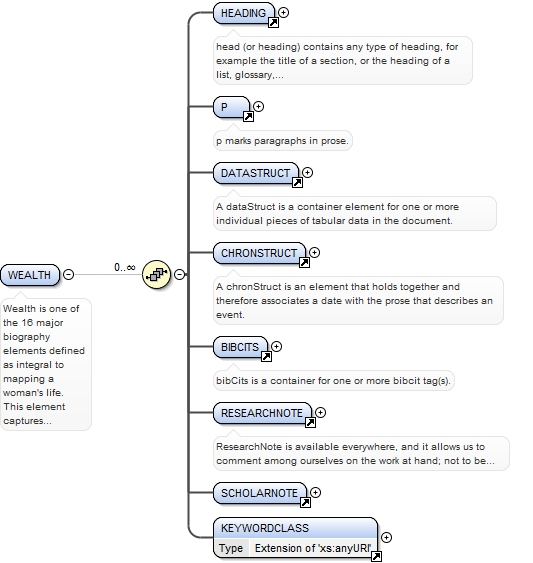 HEADING
head (or heading) contains any type of heading, for
example the title of a section, or the heading of a
list, glossary,...
P
p marks paragraphs in prose.
DATASTRUCT
A dataStruct is a container element for one or more
individual pieces of tabular data in the document.
CHRONSTRUCT
A chronStruct is an element that holds together and
therefore associates a date with the prose that describes an
event.
WEALTH
0..∞
Wealth is one of
the 16 major
biography
elements defined
as integral to
mapping a
woman's life.
This element
captures...
BIBCITS
bibCits is a container for one or more bibcit tag(s).
RESEARCHNOTE
ResearchNote is available everywhere, and it allows us to
comment among ourselves on the work at hand; not to be...
SCHOLARNOTE
KEYWORDCLASS
Type Extension of 'xs:anyURI'